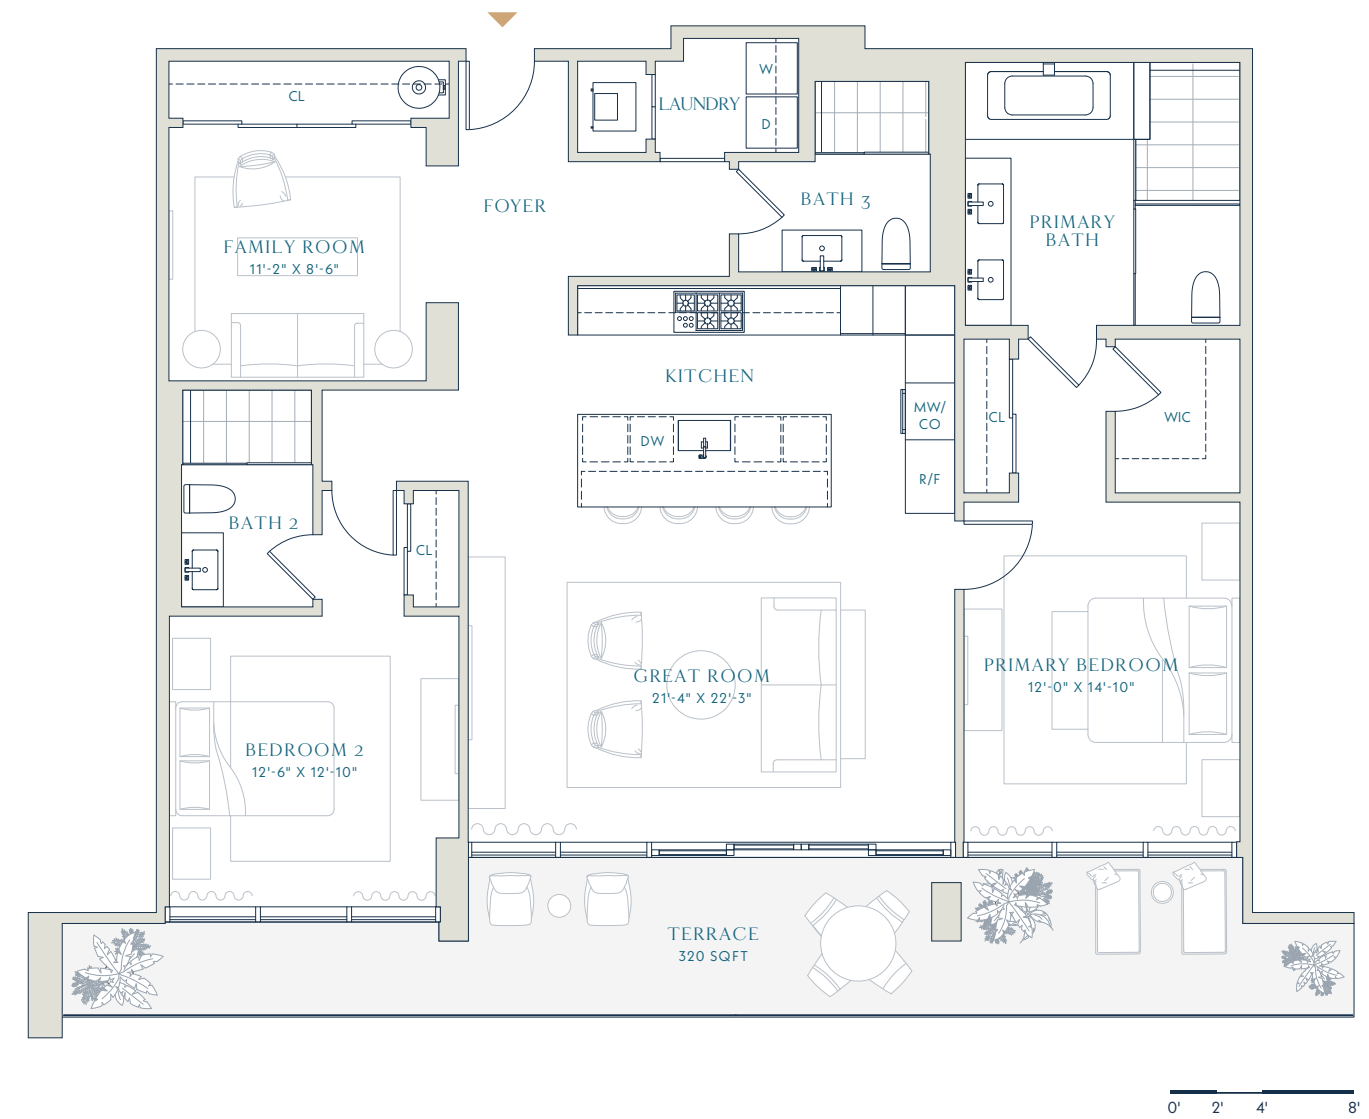 CL
W
D
LAUNDRY
FOYER
BATH 3
PRIMARY
BATH
FAMILY ROOM
11'-2" X 8'-6"
KITCHEN
MW/
CO
R/F
DW
CL
WIC
BATH 2
CL
GREAT ROOM
21'-4" X 22'-3"
PRIMARY BEDROOM
12'-0" X 14'-10"
BEDROOM 2
12'-6" X 12'-10"
TERRACE
320 SQFT
0' 2' 4' 8'